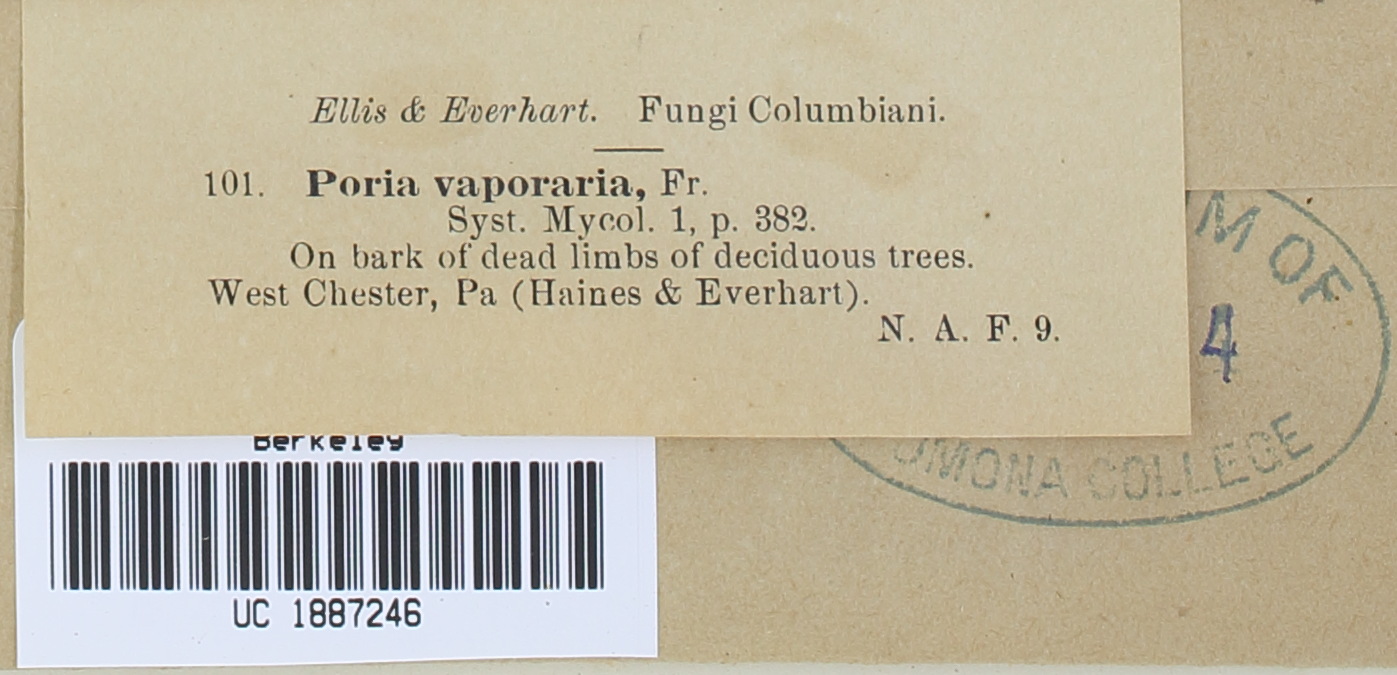 Ellis & Everhart. Fungi Columbiani.
101. Poria vaporaria, Fr.
Syst. Mycol. 1, p. 382.
On bark of dead limbs of deciduous trees.
West Chester, Pa (Haines & Everhart).
N. A. F. 9.
M OF
4
OMONA COLLEGE
Berkeley
UC 1887246